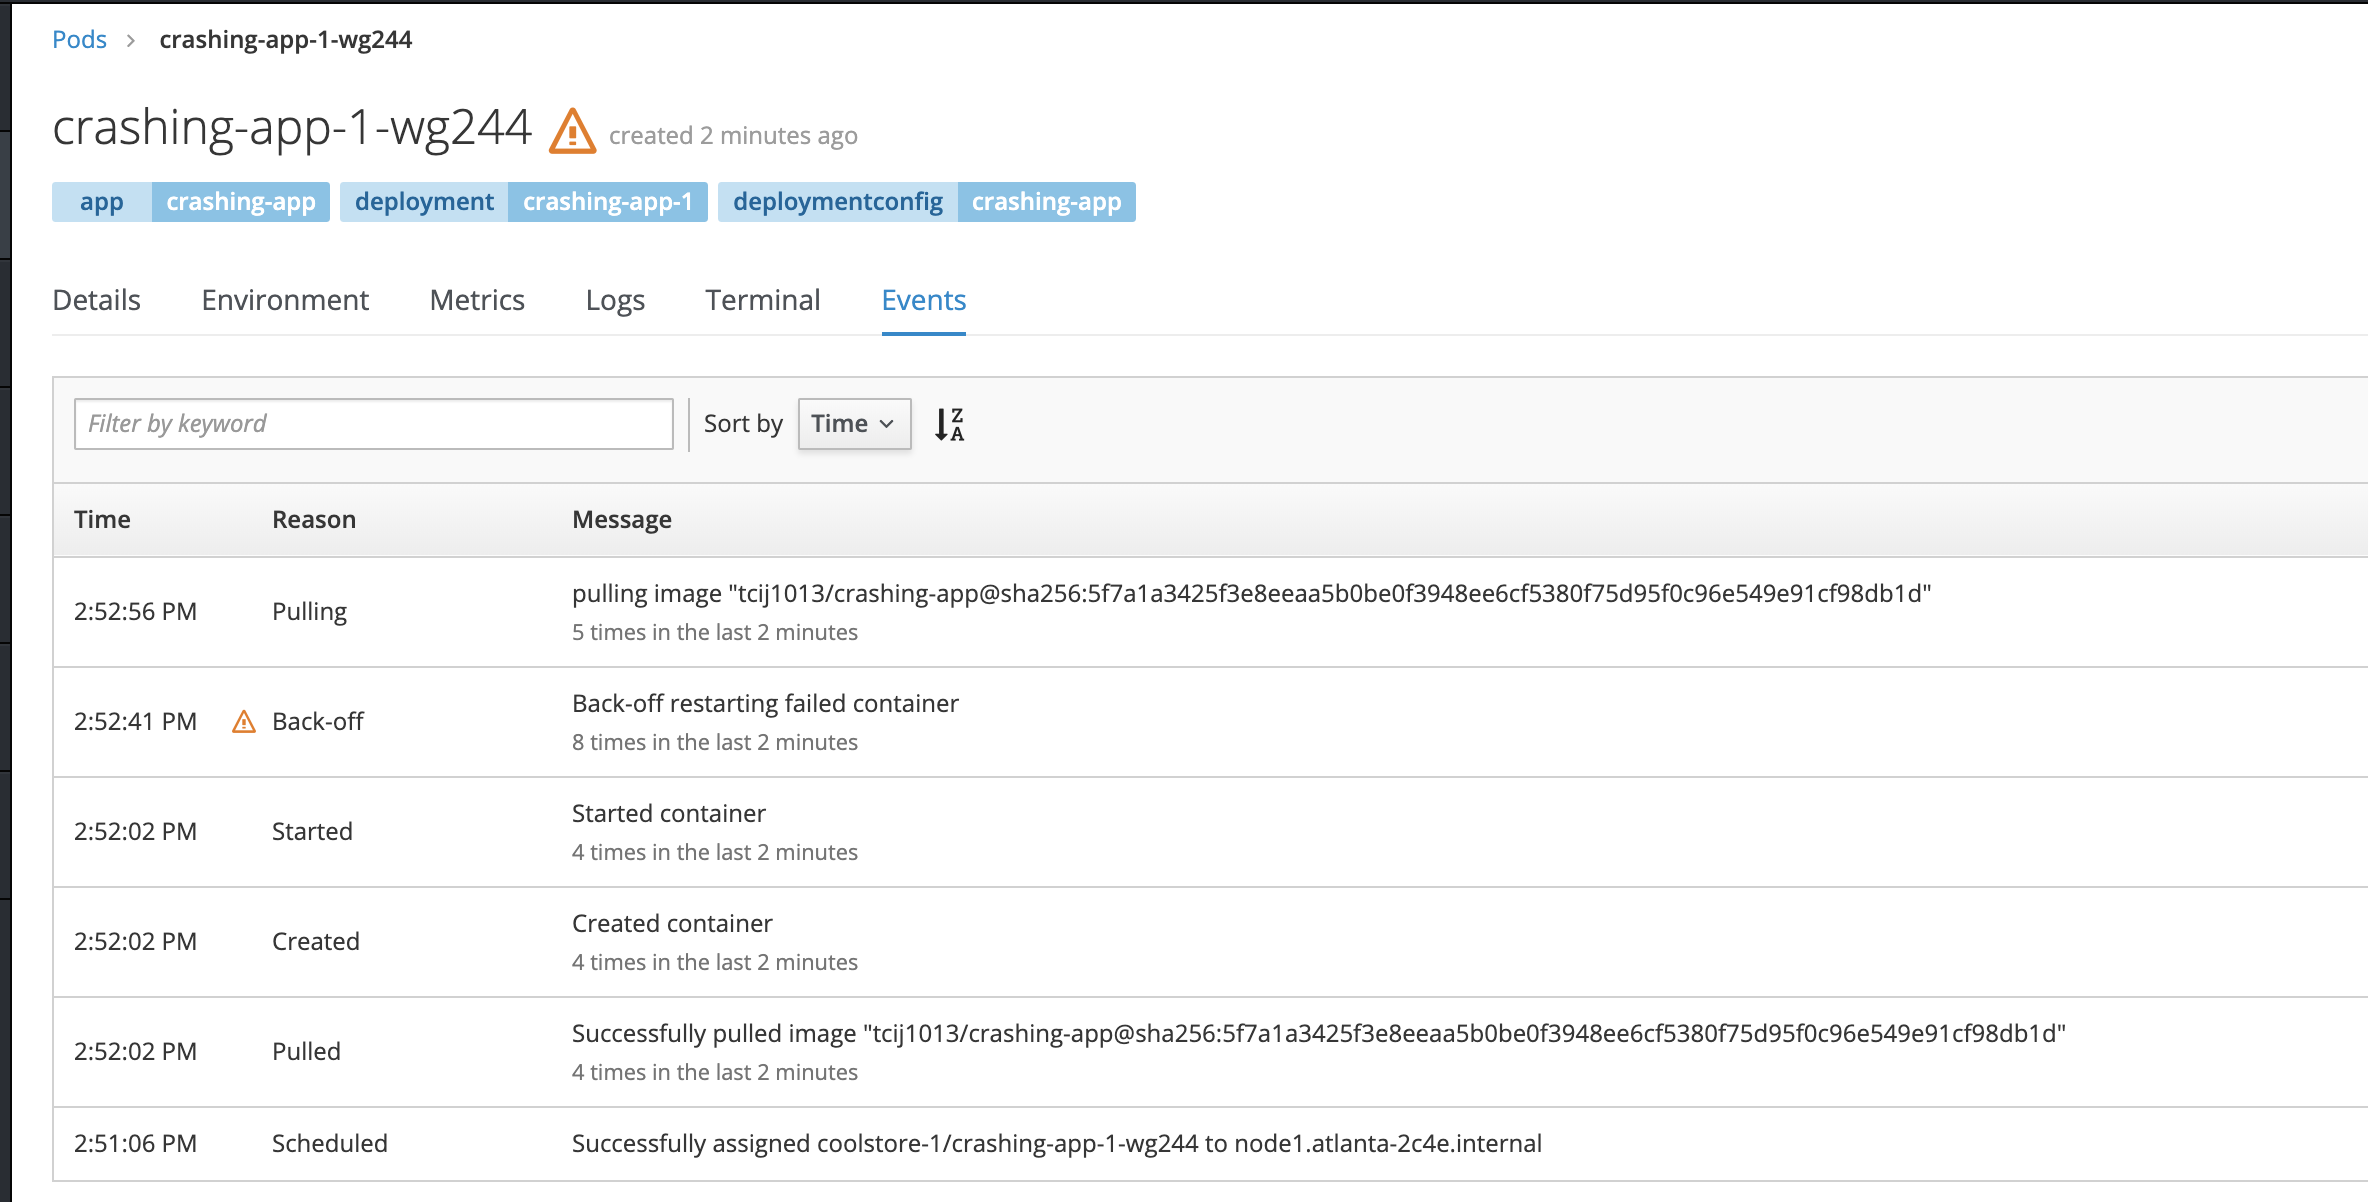 Pods > crashing-app-1-wg244
crashing-app-1-wg244 created 2 minutes ago
app crashing-app deployment crashing-app-1 deploymentconfig crashing-app
Details Environment Metrics Logs Terminal Events
Filter by keyword Sort by Time Z A
Time Reason Message
pulling image "tcij1013/crashing-app@sha256:5f7a1a3425f3e8eeaa5b0be0f3948ee6cf5380f75d95f0c96e549e91cf98db1d"
2:52:56 PM Pulling
5 times in the last 2 minutes
Back-off restarting failed container
2:52:41 PM Back-off
8 times in the last 2 minutes
Started container
2:52:02 PM Started
4 times in the last 2 minutes
Created container
2:52:02 PM Created
4 times in the last 2 minutes
Successfully pulled image "tcij1013/crashing-app@sha256:5f7a1a3425f3e8eeaa5b0be0f3948ee6cf5380f75d95f0c96e549e91cf98db1d"
2:52:02 PM Pulled
4 times in the last 2 minutes
2:51:06 PM Scheduled Successfully assigned coolstore-1/crashing-app-1-wg244 to node1.atlanta-2c4e.internal